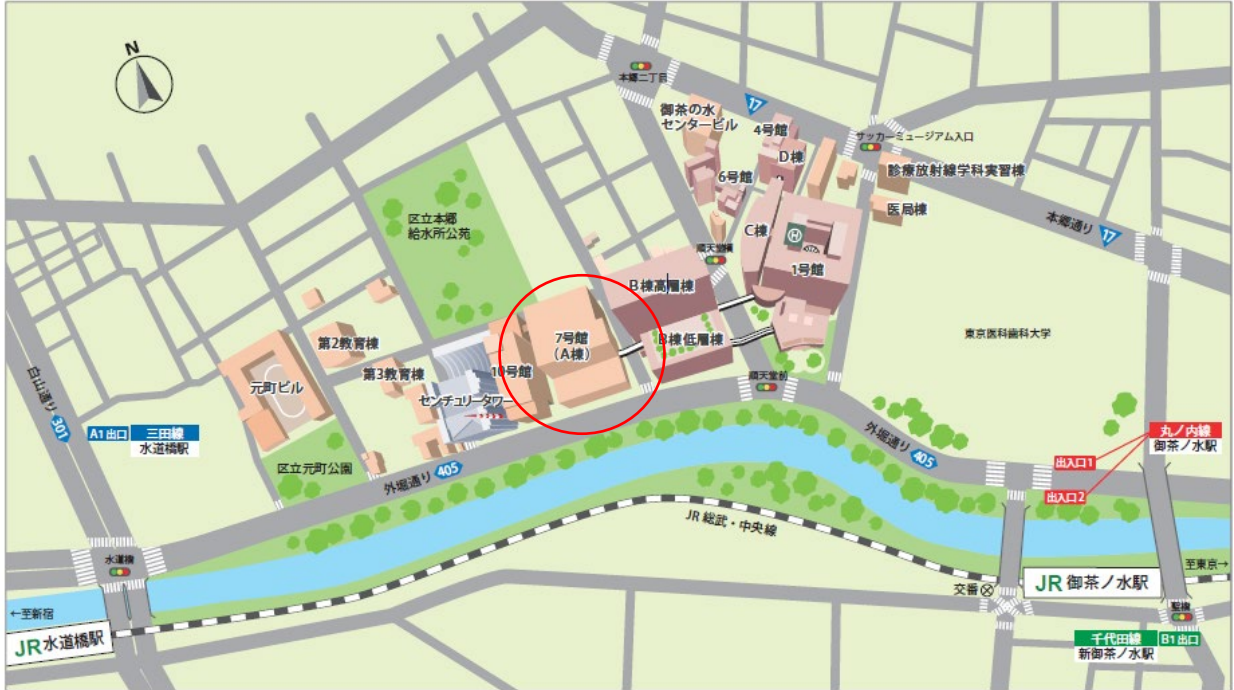 N
本郷二丁目
17
御茶の水
センタービル
4号館
サッカーミュージアム入口
D棟
6号館
診療放射線学科実習棟
医局棟
区立本郷
給水所公苑
C棟
H
本郷通り 17
順天堂横
1号館
B棟高層棟
7号館
(A棟)
B棟低層棟
東京医科歯科大学
第2教育棟
第3教育棟
10号館
元町ビル
センチュリータワー
順天堂前
白山通り 301
A1出口 三田線
水道橋駅
区立元町公園
外堀通り 405
外堀通り 405
丸ノ内線
御茶ノ水駅
出入口1
出入口2
JR 総武・中央線
水道橋
至東京→
JR 御茶ノ水駅
交番
←至新宿
聖橋
JR 水道橋駅
千代田線 B1出口
新御茶ノ水駅